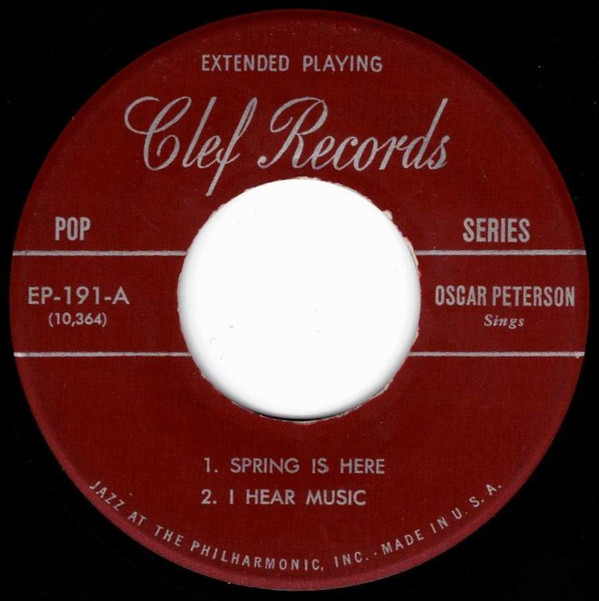 EXTENDED PLAYING
Clef Records
POP SERIES
EP-191-A
(10,364)
OSCAR PETERSON
Sings
1. SPRING IS HERE
2. I HEAR MUSIC
JAZZ AT THE PHILHARMONIC, INC. - MADE IN U.S.A.